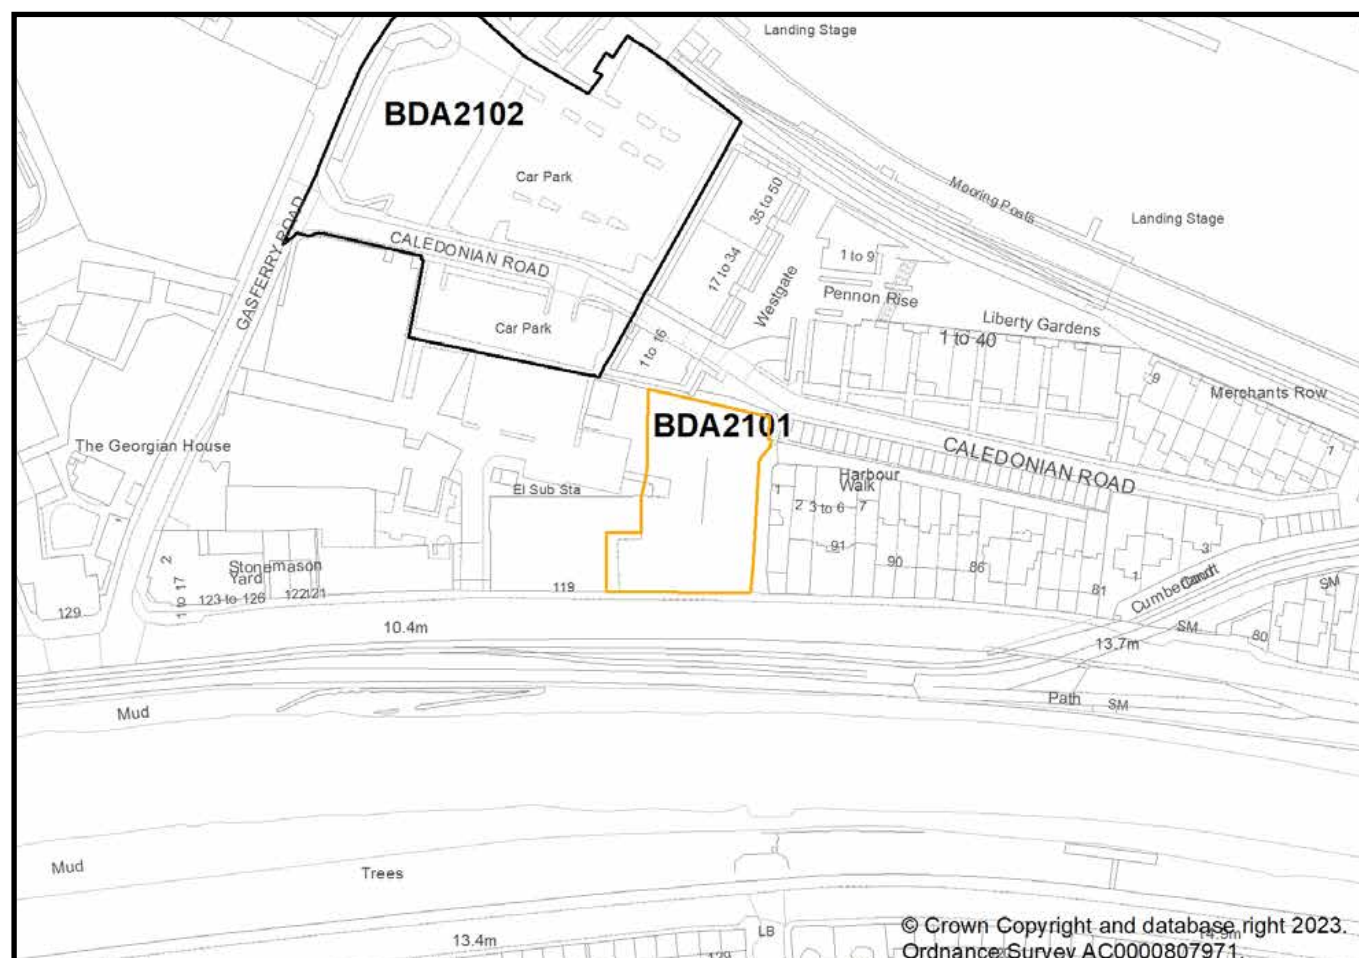 Landing Stage
BDA2102
Car Park
35 to 50
Mooring Posts
Landing Stage
GASFERRY ROAD
CALEDONIAN ROAD
17 to 34
Westgate
1 to 9
Pennon Rise
Liberty Gardens
1 to 40
Car Park
1 to 16
9
Merchants Row
1
BDA2101
The Georgian House
CALEDONIAN ROAD
Harbour
Walk
El Sub Sta
1
2
3 to 6
7
91
90
86
81
1
3
2
1 to 17
Stonemason
Yard
123 to 126
122
121
119
129
SM
SM
80
10.4m
13.7m
Path
SM
Mud
Mud
Trees
13.4m
LB
129
14.9m
© Crown Copyright and database right 2023.
Ordnance Survey AC0000807971.